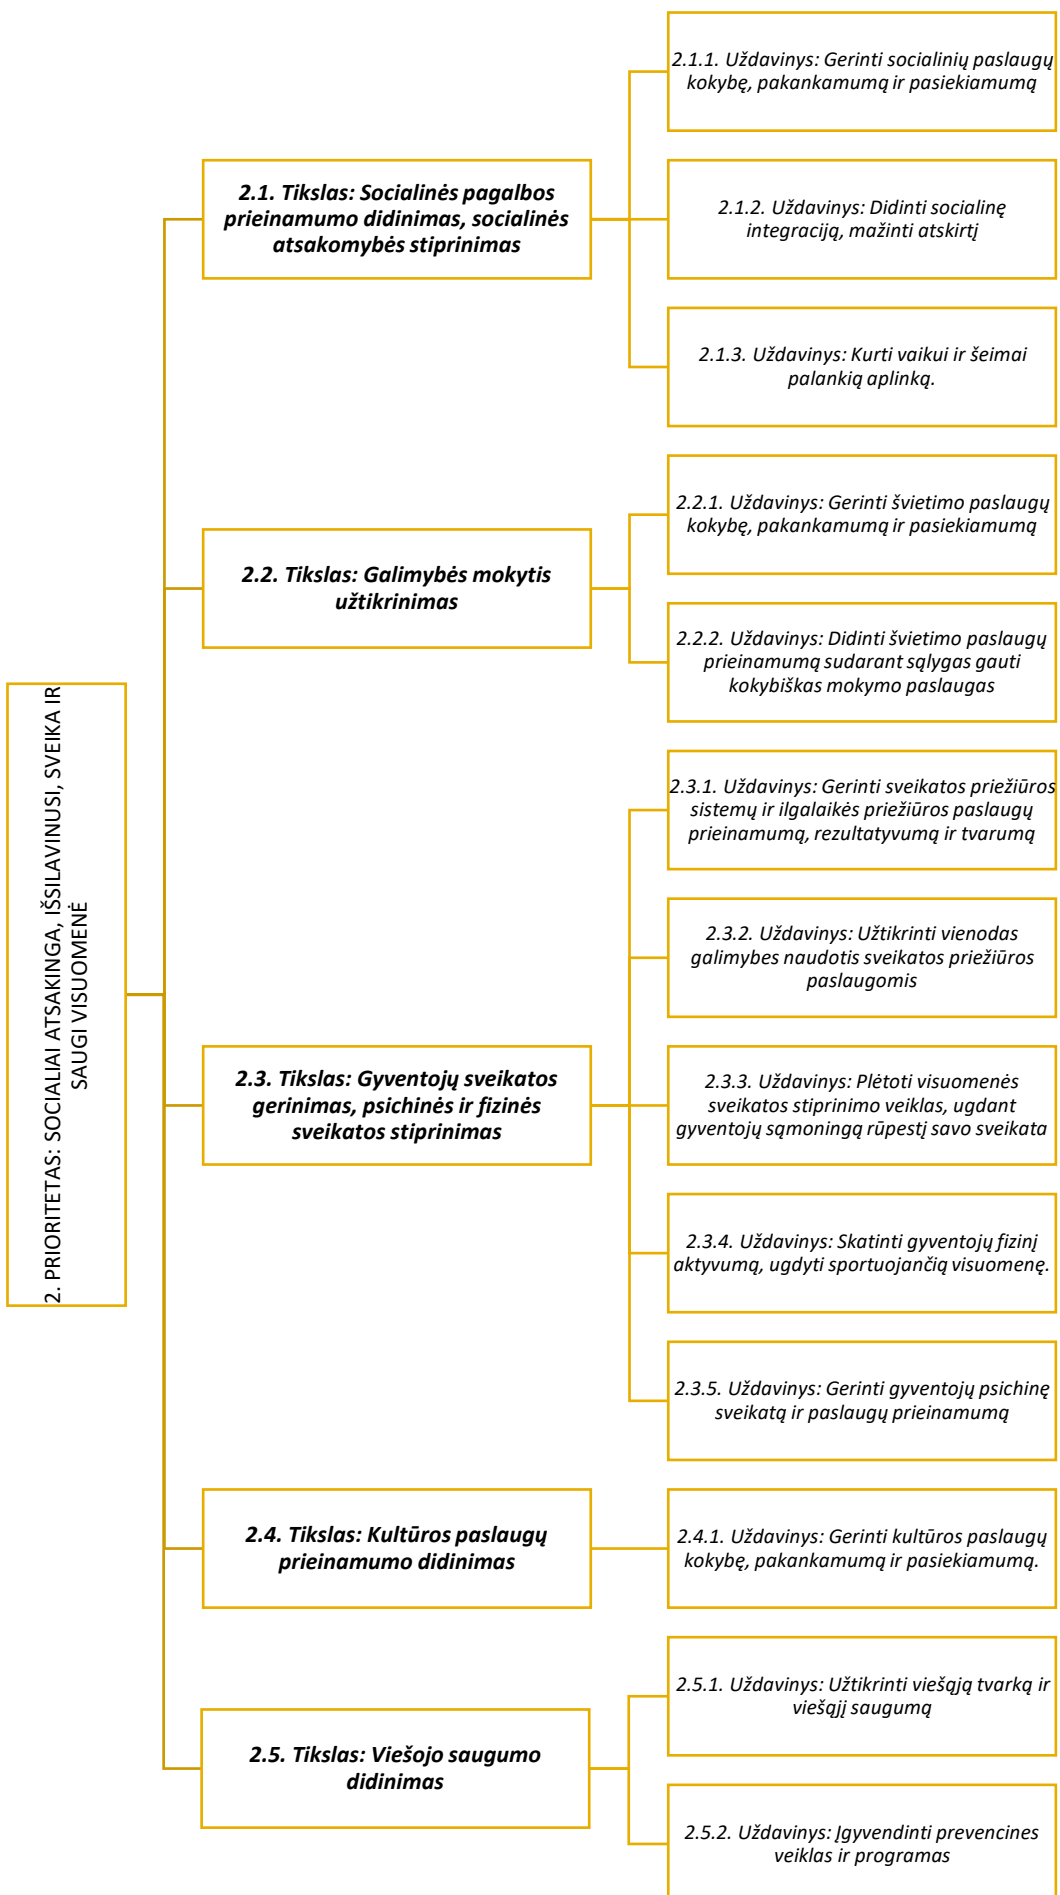 2. PRIORITETAS: SOCIALIAI ATSAKINGA, IŠSILAVINUSI, SVEIKA IR
SAUGI VISUOMENĖ
2.1. Tikslas: Socialinės pagalbos
prieinamumo didinimas, socialinės
atsakomybės stiprinimas
2.1.1. Uždavinys: Gerinti socialinių paslaugų
kokybę, pakankamumą ir pasiekiamumą
2.1.2. Uždavinys: Didinti socialinę
integraciją, mažinti atskirtį
2.1.3. Uždavinys: Kurti vaikui ir šeimai
palankią aplinką.
2.2. Tikslas: Galimybės mokytis
užtikrinimas
2.2.1. Uždavinys: Gerinti švietimo paslaugų
kokybę, pakankamumą ir pasiekiamumą
2.2.2. Uždavinys: Didinti švietimo paslaugų
prieinamumą sudarant sąlygas gauti
kokybiškas mokymo paslaugas
2.3. Tikslas: Gyventojų sveikatos
gerinimas, psichinės ir fizinės
sveikatos stiprinimas
2.3.1. Uždavinys: Gerinti sveikatos priežiūros
sistemų ir ilgalaikės priežiūros paslaugų
prieinamumą, rezultatyvumą ir tvarumą
2.3.2. Uždavinys: Užtikrinti vienodas
galimybes naudotis sveikatos priežiūros
paslaugomis
2.3.3. Uždavinys: Plėtoti visuomenės
sveikatos stiprinimo veiklas, ugdant
gyventojų sąmoningą rūpestį savo sveikata
2.3.4. Uždavinys: Skatinti gyventojų fizinį
aktyvumą, ugdyti sportuojančią visuomenę.
2.3.5. Uždavinys: Gerinti gyventojų psichinę
sveikatą ir paslaugų prieinamumą
2.4. Tikslas: Kultūros paslaugų
prieinamumo didinimas
2.4.1. Uždavinys: Gerinti kultūros paslaugų
kokybę, pakankamumą ir pasiekiamumą.
2.5. Tikslas: Viešojo saugumo
didinimas
2.5.1. Uždavinys: Užtikrinti viešąją tvarką ir
viešąjį saugumą
2.5.2. Uždavinys: Įgyvendinti prevencines
veiklas ir programas